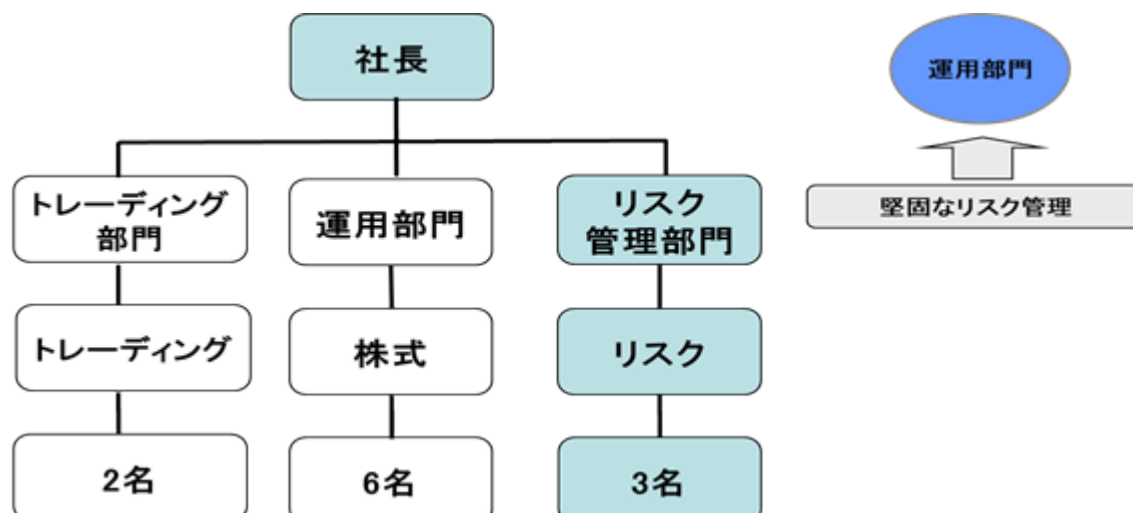 社長
トレーディング
部門
運用部門
リスク
管理部門
トレーディング
株式
リスク
2名
6名
3名
運用部門
堅固なリスク管理